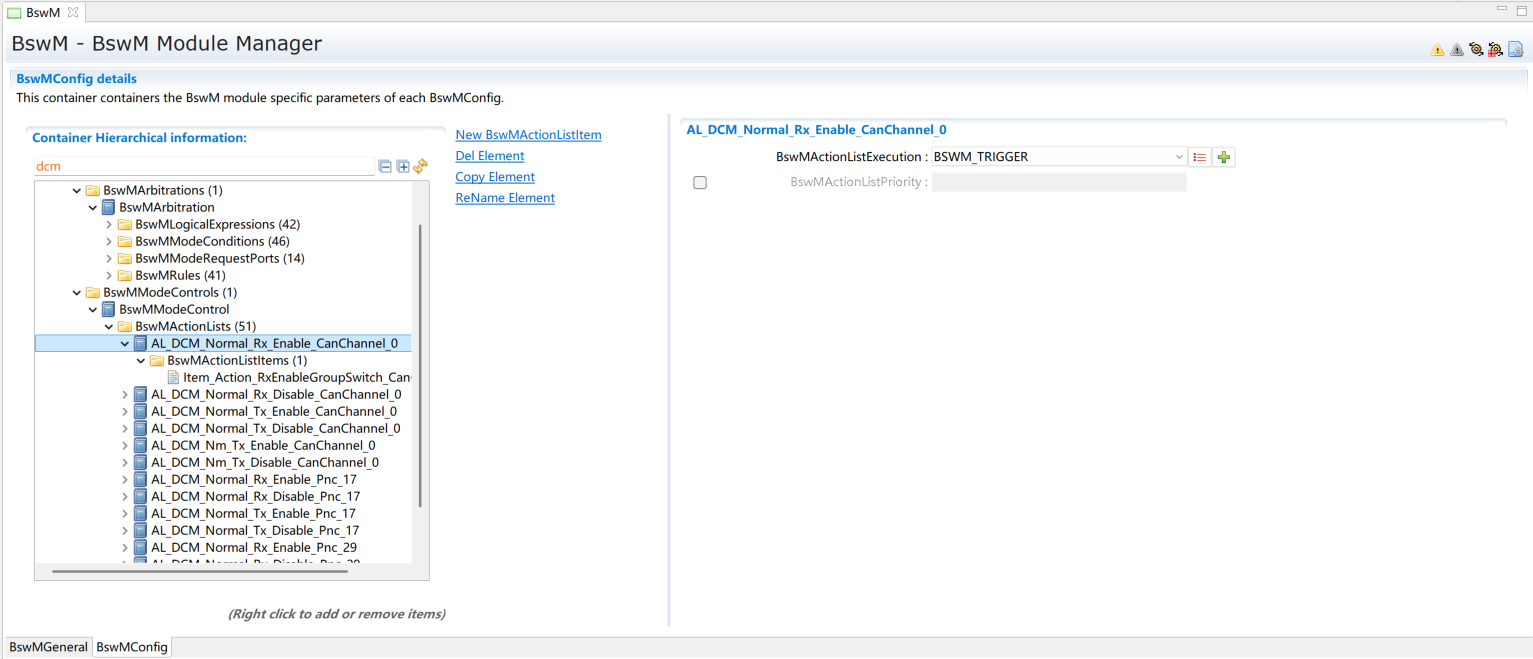 BswM
BswM - BswM Module Manager
BswMConfig details
This container containers the BswM module specific parameters of each BswMConfig.
Container Hierarchical information:
dcm
BswMArbitrations (1)
BswMArbitration
BswMLogicalExpressions (42)
BswMModeConditions (46)
BswMModeRequestPorts (14)
BswMRules (41)
BswMModeControls (1)
BswMModeControl
BswMActionLists (51)
AL_DCM_Normal_Rx_Enable_CanChannel_0
BswMActionListItems (1)
Item_Action_RxEnableGroupSwitch_Can
AL_DCM_Normal_Rx_Disable_CanChannel_0
AL_DCM_Normal_Tx_Enable_CanChannel_0
AL_DCM_Normal_Tx_Disable_CanChannel_0
AL_DCM_Nm_Tx_Enable_CanChannel_0
AL_DCM_Nm_Tx_Disable_CanChannel_0
AL_DCM_Normal_Rx_Enable_Pnc_17
AL_DCM_Normal_Rx_Disable_Pnc_17
AL_DCM_Normal_Tx_Enable_Pnc_17
AL_DCM_Normal_Tx_Disable_Pnc_17
AL_DCM_Normal_Rx_Enable_Pnc_29
(Right click to add or remove items)
New BswMActionListItem
Del Element
Copy Element
ReName Element
AL_DCM_Normal_Rx_Enable_CanChannel_0
BswMActionListExecution : BSWM_TRIGGER
BswMActionListPriority :
BswMGeneral BswMConfig